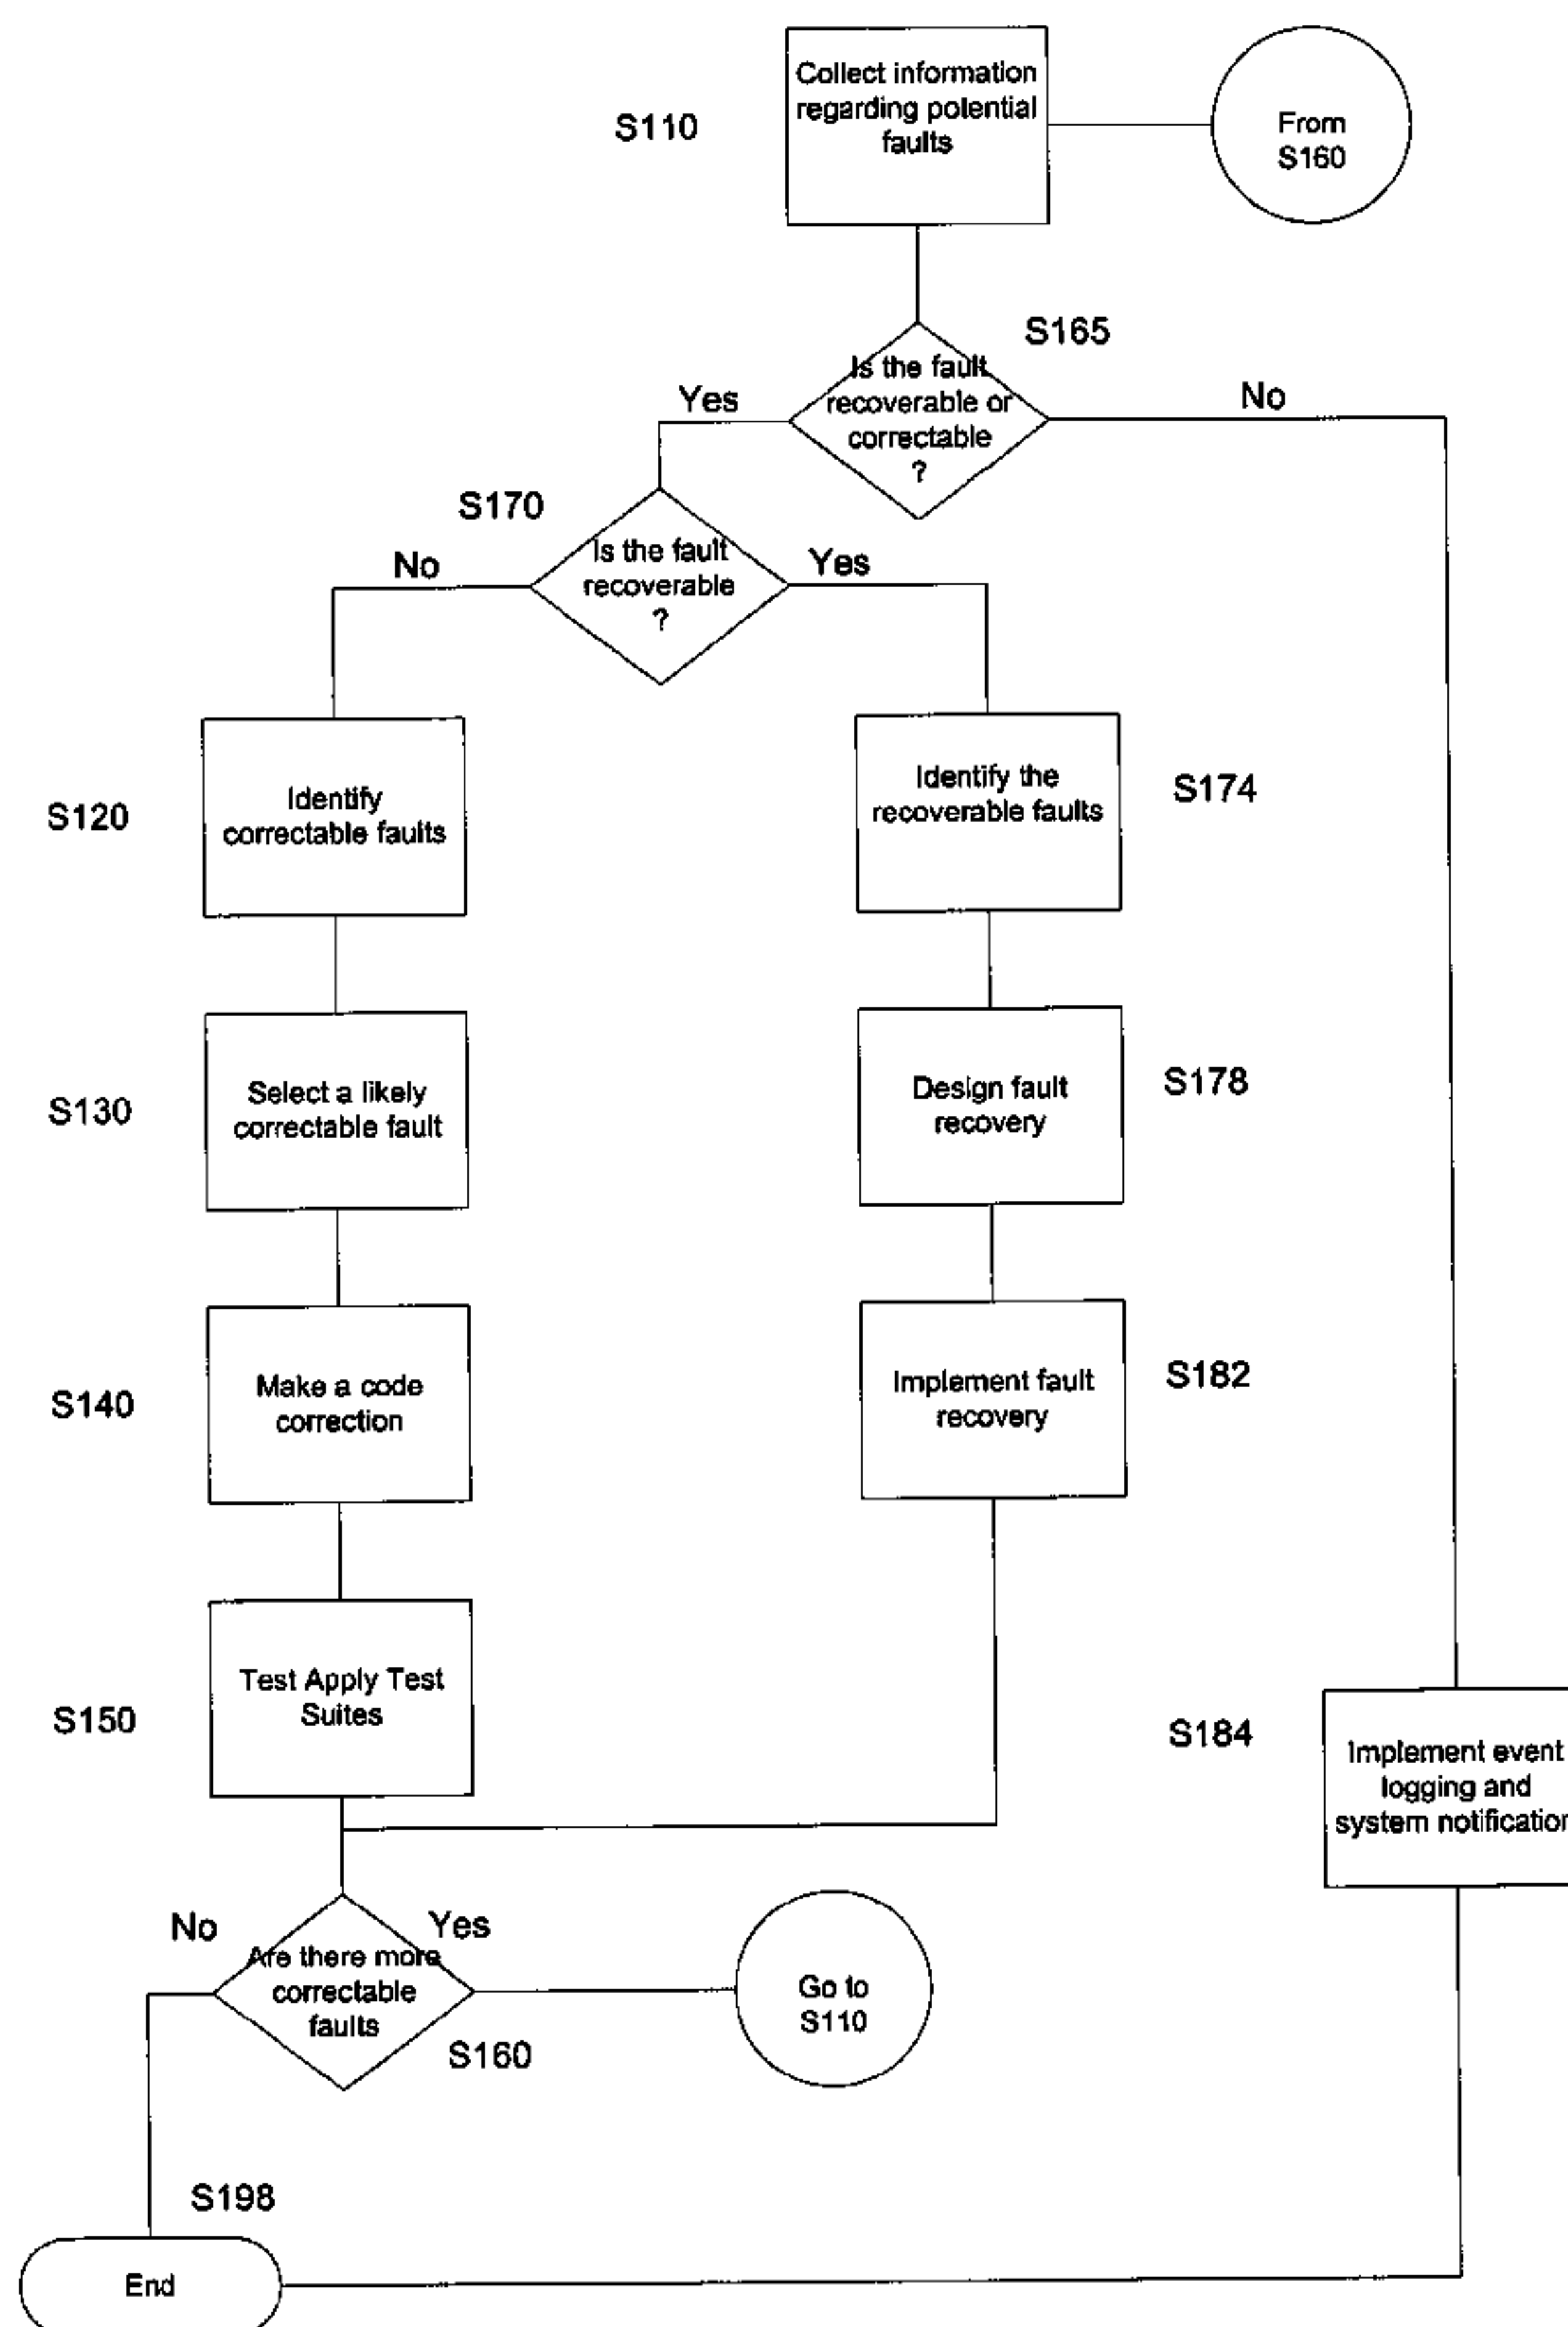 Collect information
regarding potential
faults
S110
From
S160
S165
Is the fault
recoverable or
correctable
?
Yes
No
S170
Is the fault
recoverable
?
No
Yes
Identify
correctable faults
S120
Identify the
recoverable faults
S174
Select a likely
correctable fault
S130
Design fault
recovery
S178
Make a code
correction
S140
Implement fault
recovery
S182
Test Apply Test
Suites
S150
S184
Implement event
logging and
system notification
No
Yes
Are there more
correctable
faults
S160
Go to
S110
S198
End